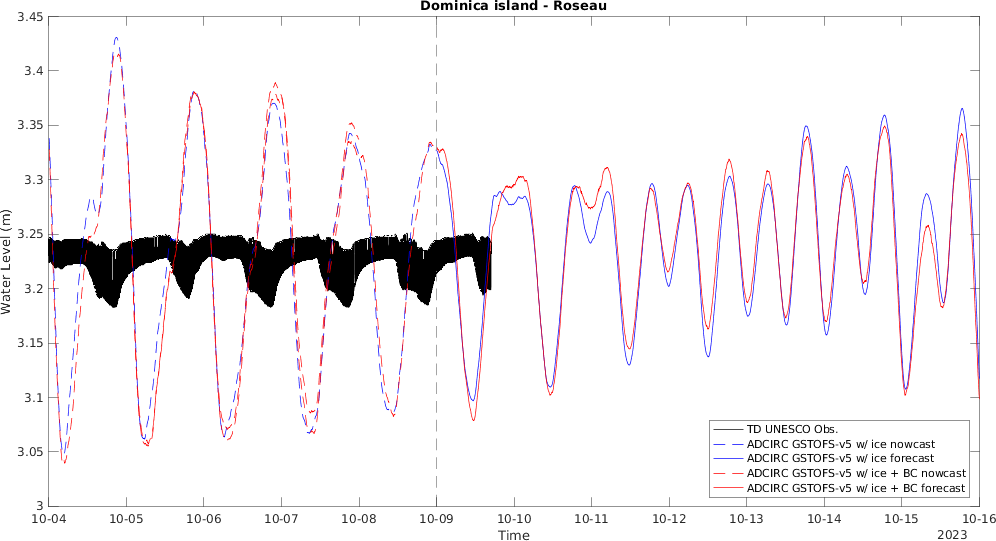 Dominica island - Roseau
3.45
3.4
3.35
3.3
3.25
3.2
3.15
3.1
3.05
3
Water Level (m)
10-04 10-05 10-06 10-07 10-08 10-09 10-10 10-11 10-12 10-13 10-14 10-15 10-16
Time
2023
TD UNESCO Obs.
ADCIRC GSTOFS-v5 w/ ice nowcast
ADCIRC GSTOFS-v5 w/ ice forecast
ADCIRC GSTOFS-v5 w/ ice + BC nowcast
ADCIRC GSTOFS-v5 w/ ice + BC forecast